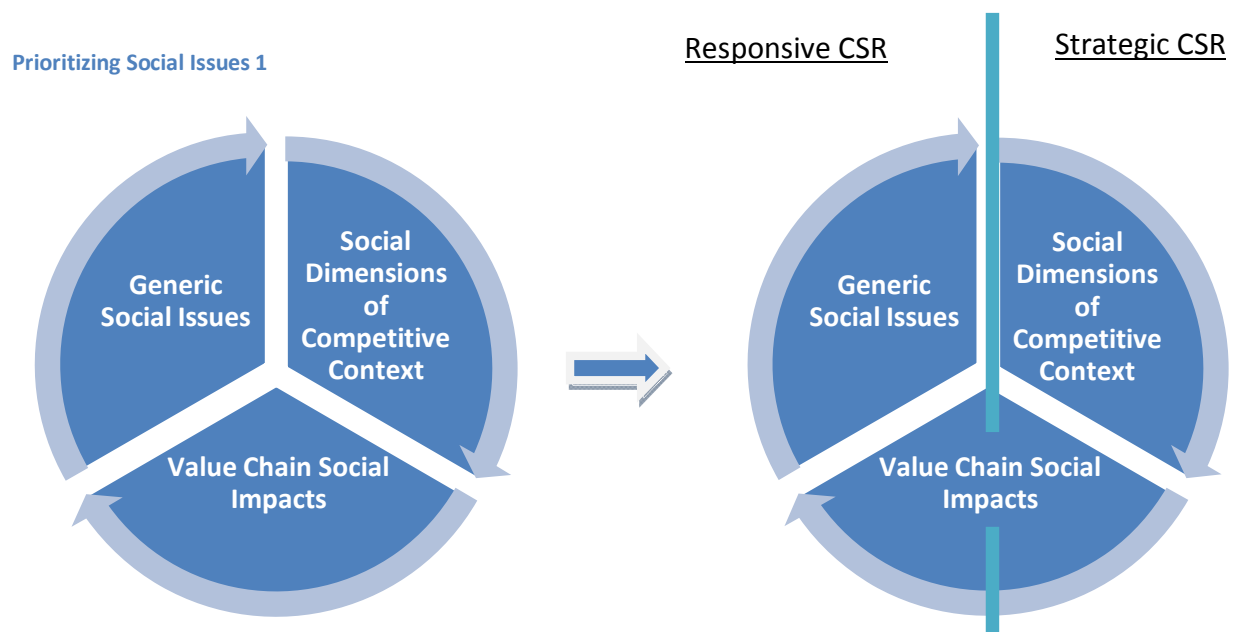 Prioritizing Social Issues 1
Responsive CSR
Strategic CSR
Generic
Social Issues
Social
Dimensions
of
Competitive
Context
Value Chain Social
Impacts
Generic
Social Issues
Social
Dimensions
of
Competitive
Context
Value Chain Social
Impacts